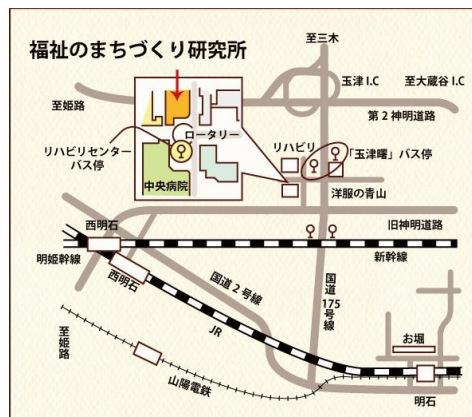 福祉のまちづくり研究所
至三木
玉津I.C
至大蔵谷I.C
至姫路
第2神明道路
ロータリー
リハビリセンター
バス停
中央病院
リハビリ
「玉津曙」バス停
洋服の青山
西明石
旧神明道路
明姫幹線
新幹線
西明石
国道2号線
国道
175
号線
JR
至姫路
山陽電鉄
お堀
明石